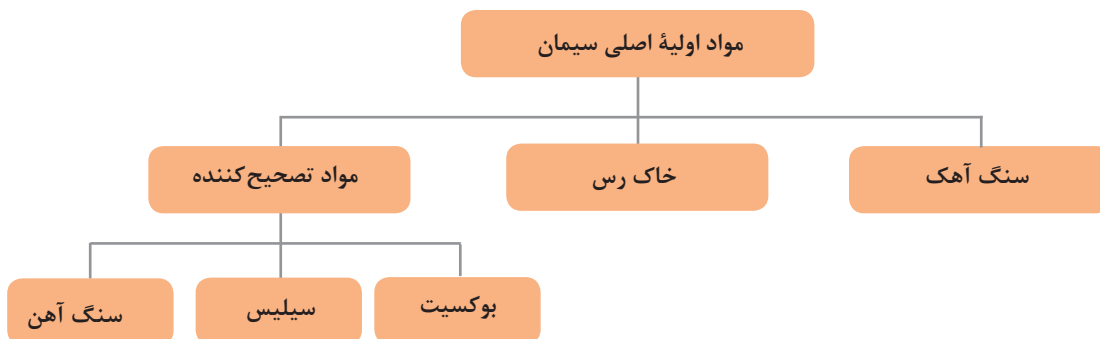 مواد اولیهٔ اصلی سیمان
سنگ آهک
خاک رس
مواد تصحیح‌کننده
بوکسیت
سیلیس
سنگ آهن